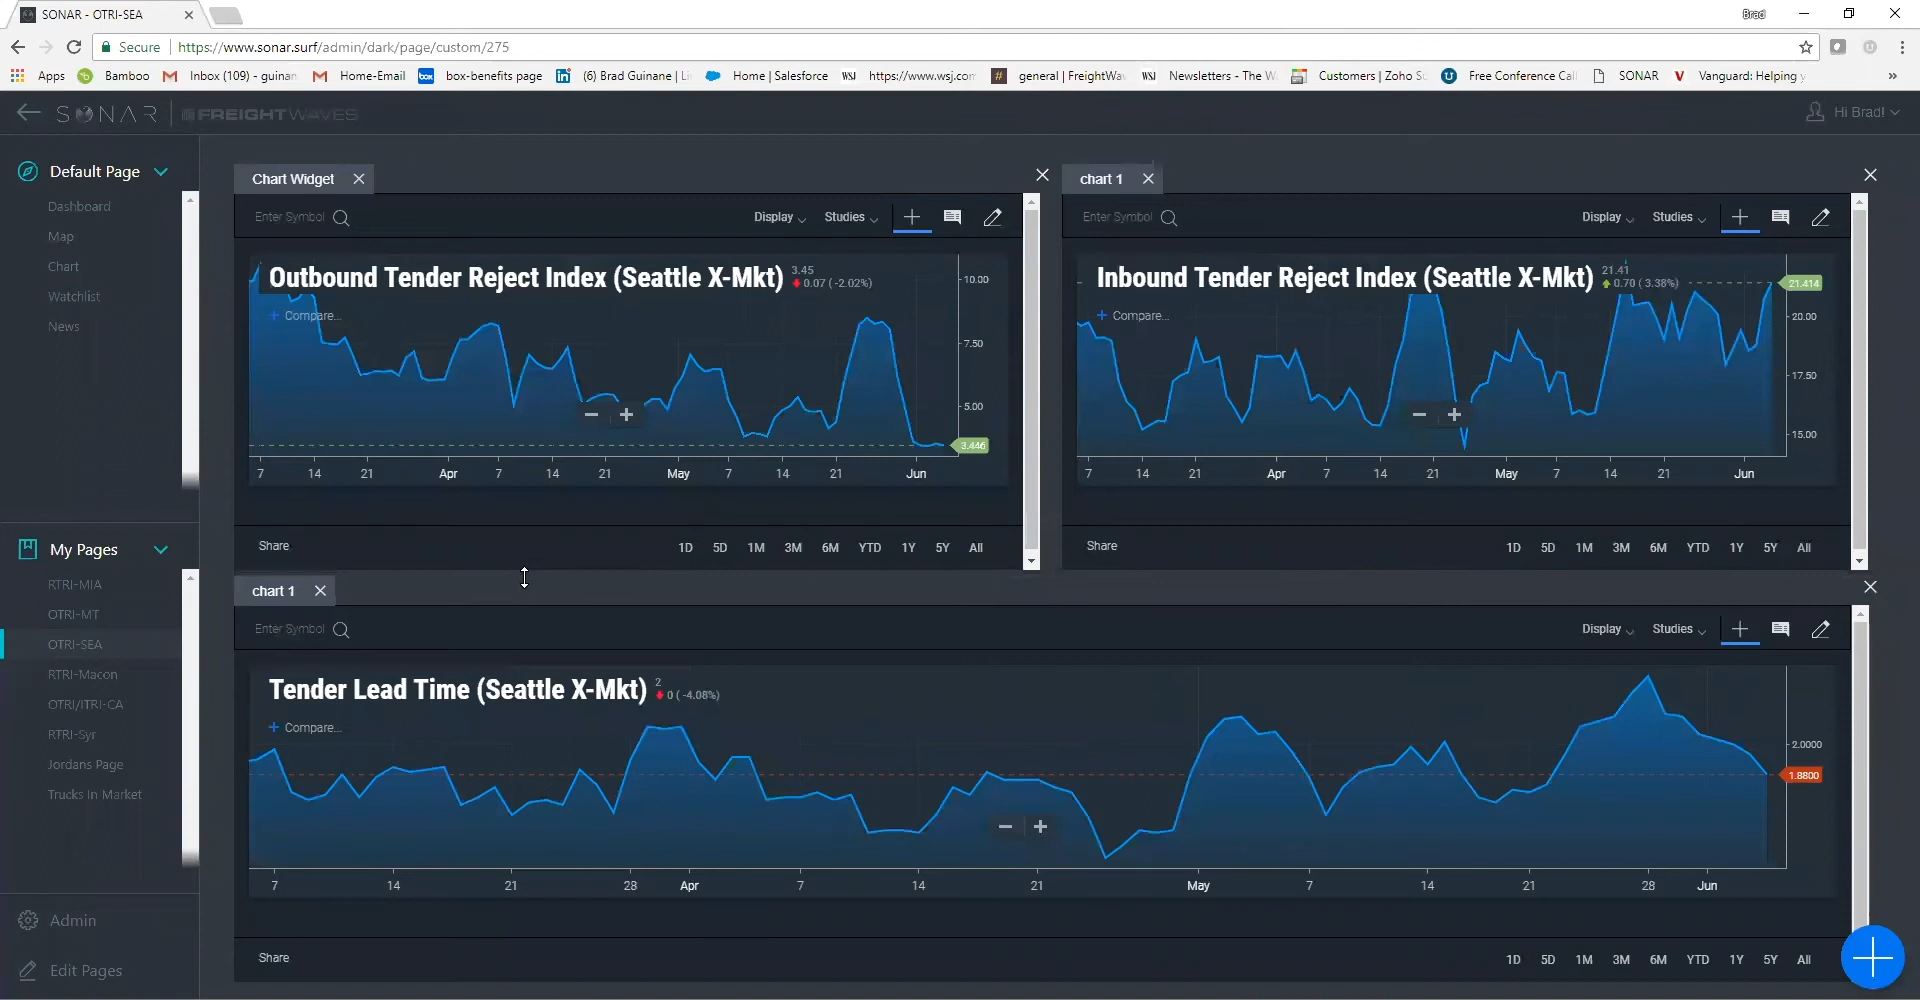 SONAR - OTRI-SEA
Brad
Secure
https://www.sonar.surf/admin/dark/page/custom/275
Apps
Bamboo
Inbox (109) - guinan
Home-Email
box
box-benefits page
in
(6) Brad Guinane | Li
Home | Salesforce
WSJ
https://www.wsj.com
general | FreightWav
WSJ
Newsletters - The W
Customers | Zoho Su
Free Conference Call
SONAR
Vanguard: Helping y
SONAR
FREIGHTWAVES
Hi Brad!
Default Page
Dashboard
Map
Chart
Watchlist
News
My Pages
RTRI-MIA
OTRI-MT
OTRI-SEA
RTRI-Macon
OTRI/ITRI-CA
RTRI-Syr
Jordans Page
Trucks In Market
Admin
Edit Pages
Chart Widget
Enter Symbol
Display
Studies
Outbound Tender Reject Index (Seattle X-Mkt)
3.45
0.07 (-2.02%)
+ Compare...
10.00
7.50
5.00
3.446
7 14 21 Apr 7 14 21 May 7 14 21 Jun
Share
1D 5D 1M 3M 6M YTD 1Y 5Y All
chart 1
Enter Symbol
Display
Studies
Inbound Tender Reject Index (Seattle X-Mkt)
21.41
0.70 ( 3.38%)
+ Compare...
21.414
20.00
17.50
15.00
7 14 21 Apr 7 14 21 May 7 14 21 Jun
Share
1D 5D 1M 3M 6M YTD 1Y 5Y All
chart 1
Enter Symbol
Display
Studies
Tender Lead Time (Seattle X-Mkt)
2
0 ( -4.08%)
+ Compare...
2.0000
1.8800
7 14 21 28 Apr 7 14 21 May 7 14 21 28 Jun
Share
1D 5D 1M 3M 6M YTD 1Y 5Y All